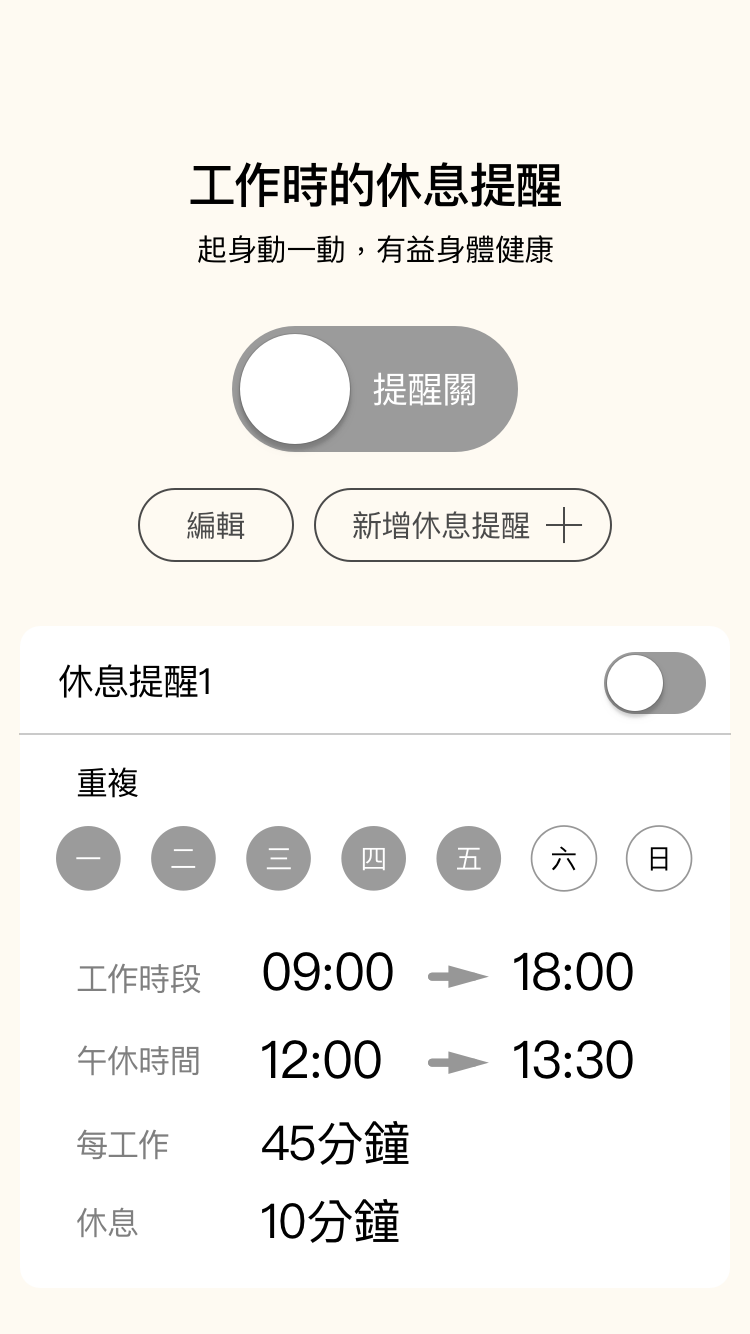 工作時的休息提醒
起身動一動，有益身體健康
提醒關
編輯 新增休息提醒
休息提醒1
重複
一 二 三 四 五 六 日
工作時段 09:00 18:00
午休時間 12:00 13:30
每工作 45分鐘
休息 10分鐘